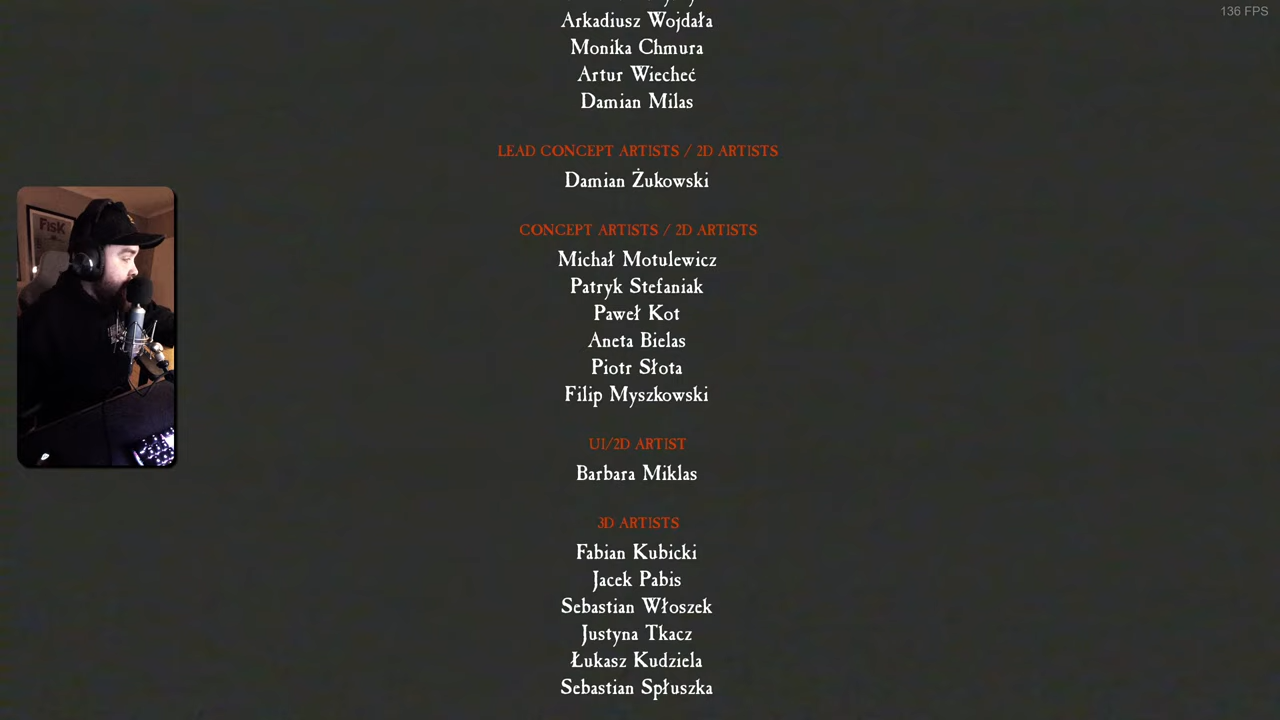 136 FPS
Arkadiusz Wojdała
Monika Chmura
Artur Wiecheć
Damian Milas
LEAD CONCEPT ARTISTS / 2D ARTISTS
Damian Żukowski
CONCEPT ARTISTS / 2D ARTISTS
Michał Motulewicz
Patryk Stefaniak
Paweł Kot
Aneta Bielas
Piotr Słota
Filip Myszkowski
UI/2D ARTIST
Barbara Miklas
3D ARTISTS
Fabian Kubicki
Jacek Pabis
Sebastian Włoszek
Justyna Tkacz
Łukasz Kudziela
Sebastian Spłuszka
FisK